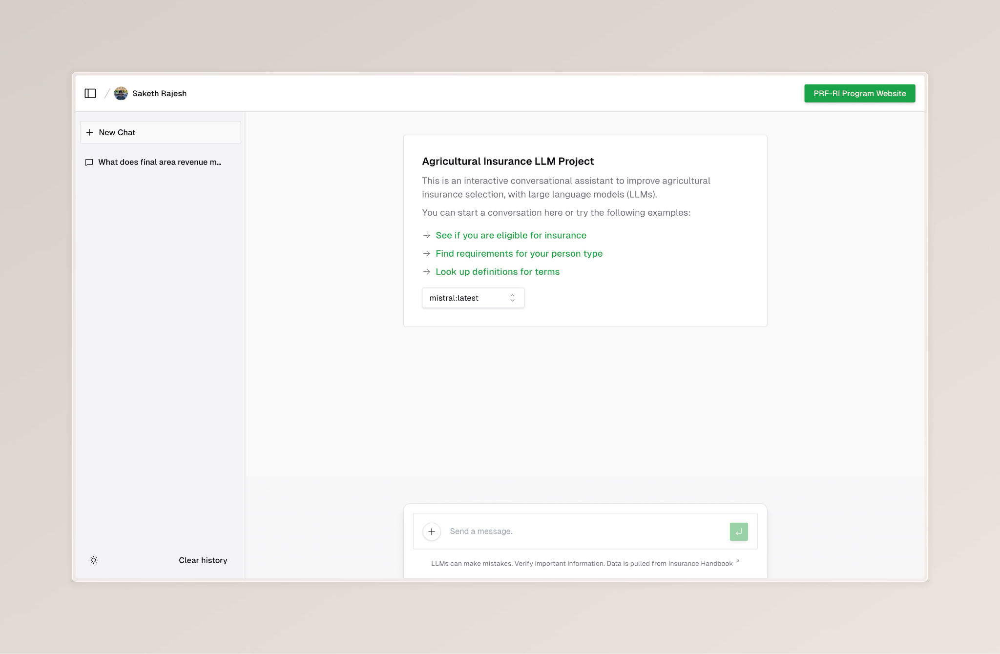 Saketh Rajesh
PRF-RI Program Website
New Chat
What does final area revenue m...
Agricultural Insurance LLM Project
This is an interactive conversational assistant to improve agricultural
insurance selection, with large language models (LLMs).
You can start a conversation here or try the following examples:
See if you are eligible for insurance
Find requirements for your person type
Look up definitions for terms
mistral:latest
Send a message.
LLMs can make mistakes. Verify important information. Data is pulled from Insurance Handbook
Clear history